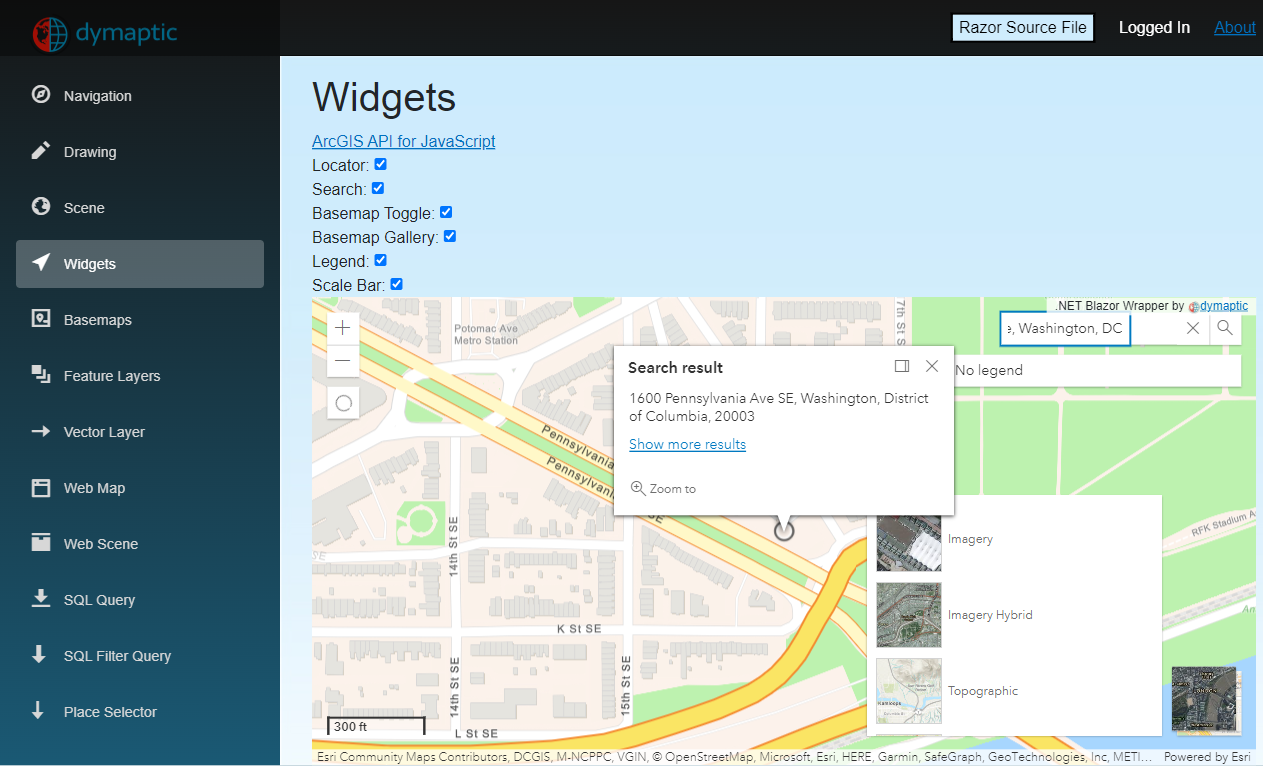 dymaptic
Razor Source File
Logged In
About
Navigation
Drawing
Scene
Widgets
Basemaps
Feature Layers
Vector Layer
Web Map
Web Scene
SQL Query
SQL Filter Query
Place Selector
Widgets
ArcGIS API for JavaScript
Locator:
Search:
Basemap Toggle:
Basemap Gallery:
Legend:
Scale Bar:
.NET Blazor Wrapper by dymaptic
, Washington, DC
No legend
Potomac Ave
Metro Station
17th St S
Search result
1600 Pennsylvania Ave SE, Washington, District
of Columbia, 20003
Show more results
Zoom to
Pennsylvania
Pennsylvania
SE
14th St SE
K St SE
14th St SE
15th St SE
L St SE
RFK Stadium A
300 ft
Imagery
Imagery Hybrid
Topographic
Esri Community Maps Contributors, DCGIS, M-NCPPC, VGIN, © OpenStreetMap, Microsoft, Esri, HERE, Garmin, SafeGraph, GeoTechnologies, Inc, METI...
Powered by Esri